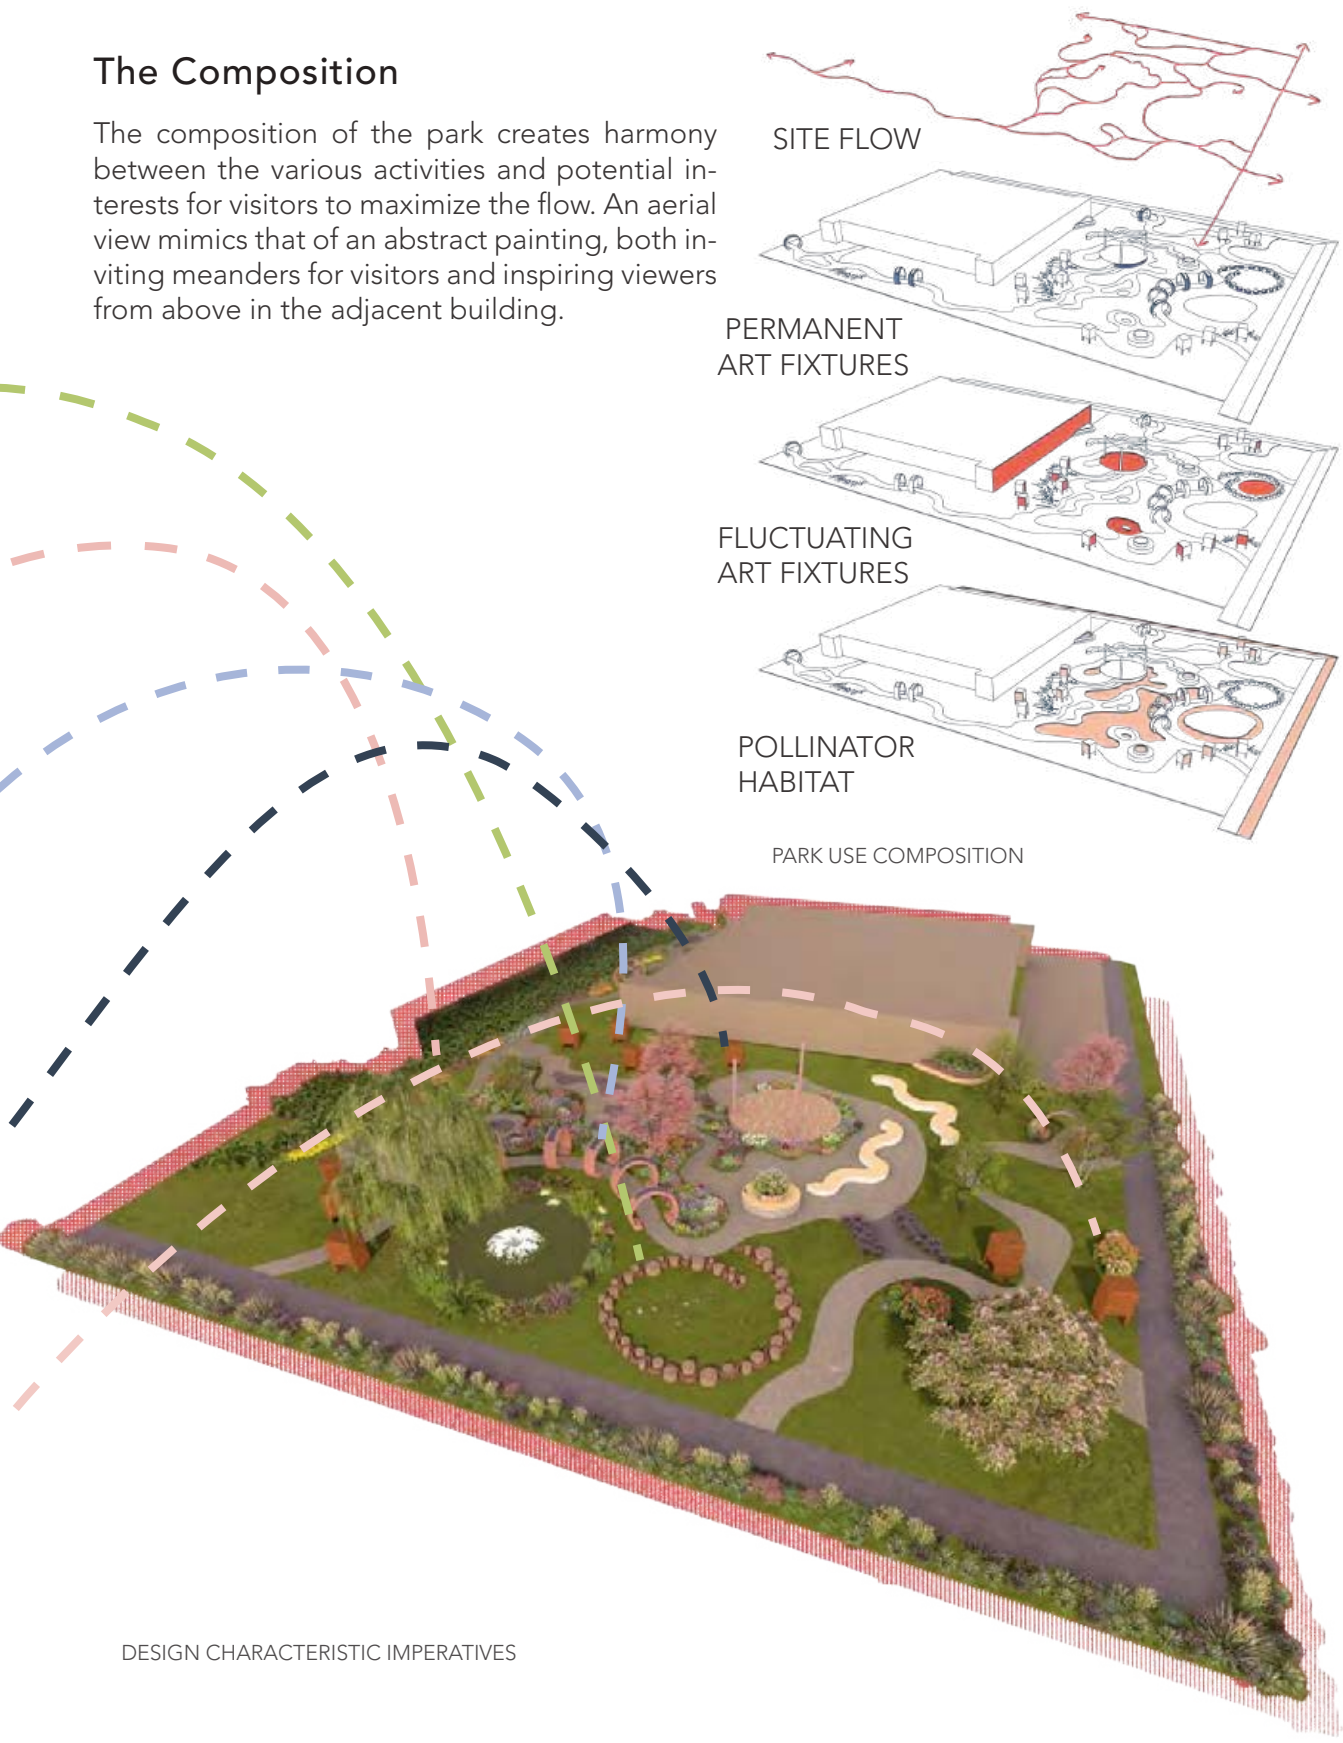 The Composition
The composition of the park creates harmony
between the various activities and potential in-
terests for visitors to maximize the flow. An aerial
view mimics that of an abstract painting, both in-
viting meanders for visitors and inspiring viewers
from above in the adjacent building.
SITE FLOW
PERMANENT
ART FIXTURES
FLUCTUATING
ART FIXTURES
POLLINATOR
HABITAT
PARK USE COMPOSITION
DESIGN CHARACTERISTIC IMPERATIVES